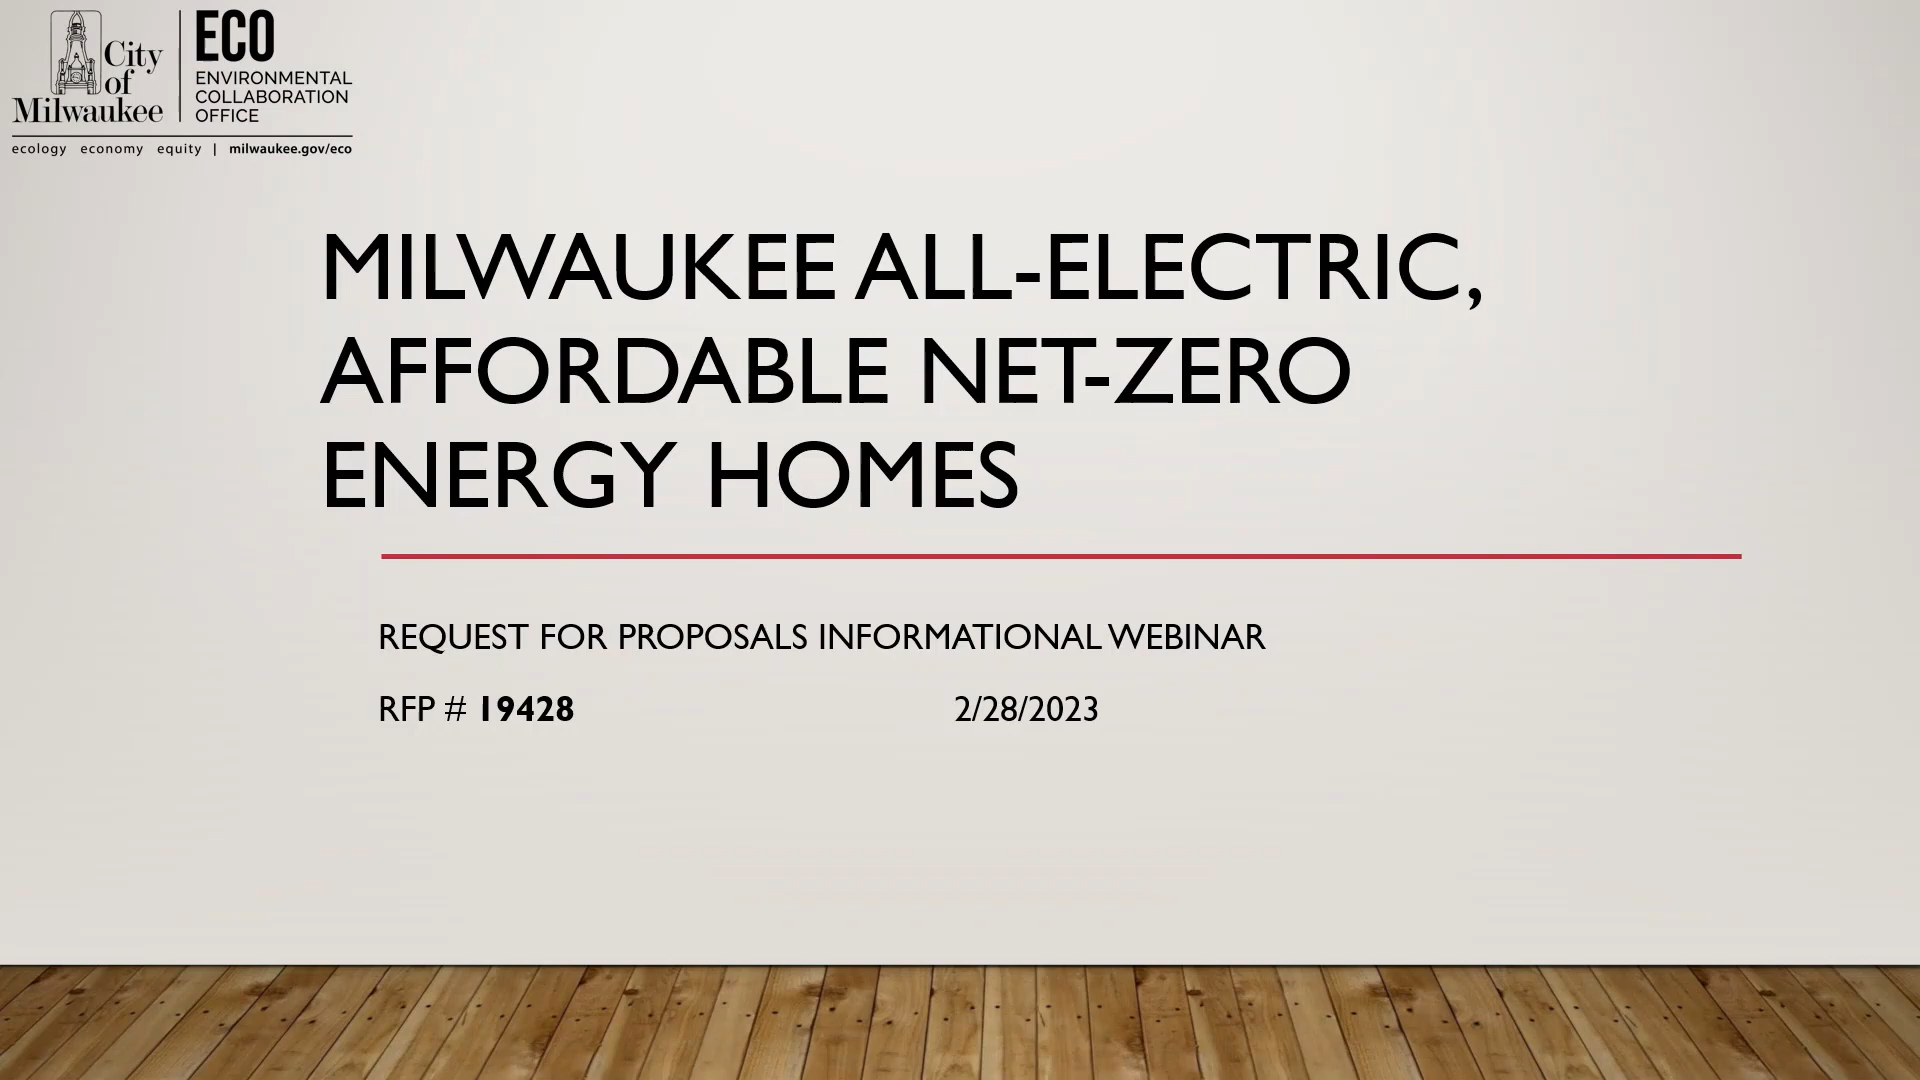 City
of
Milwaukee
ECO
ENVIRONMENTAL
COLLABORATION
OFFICE
ecology economy equity | milwaukee.gov/eco
MILWAUKEE ALL-ELECTRIC,
AFFORDABLE NET-ZERO
ENERGY HOMES
REQUEST FOR PROPOSALS INFORMATIONAL WEBINAR
RFP # 19428 2/28/2023